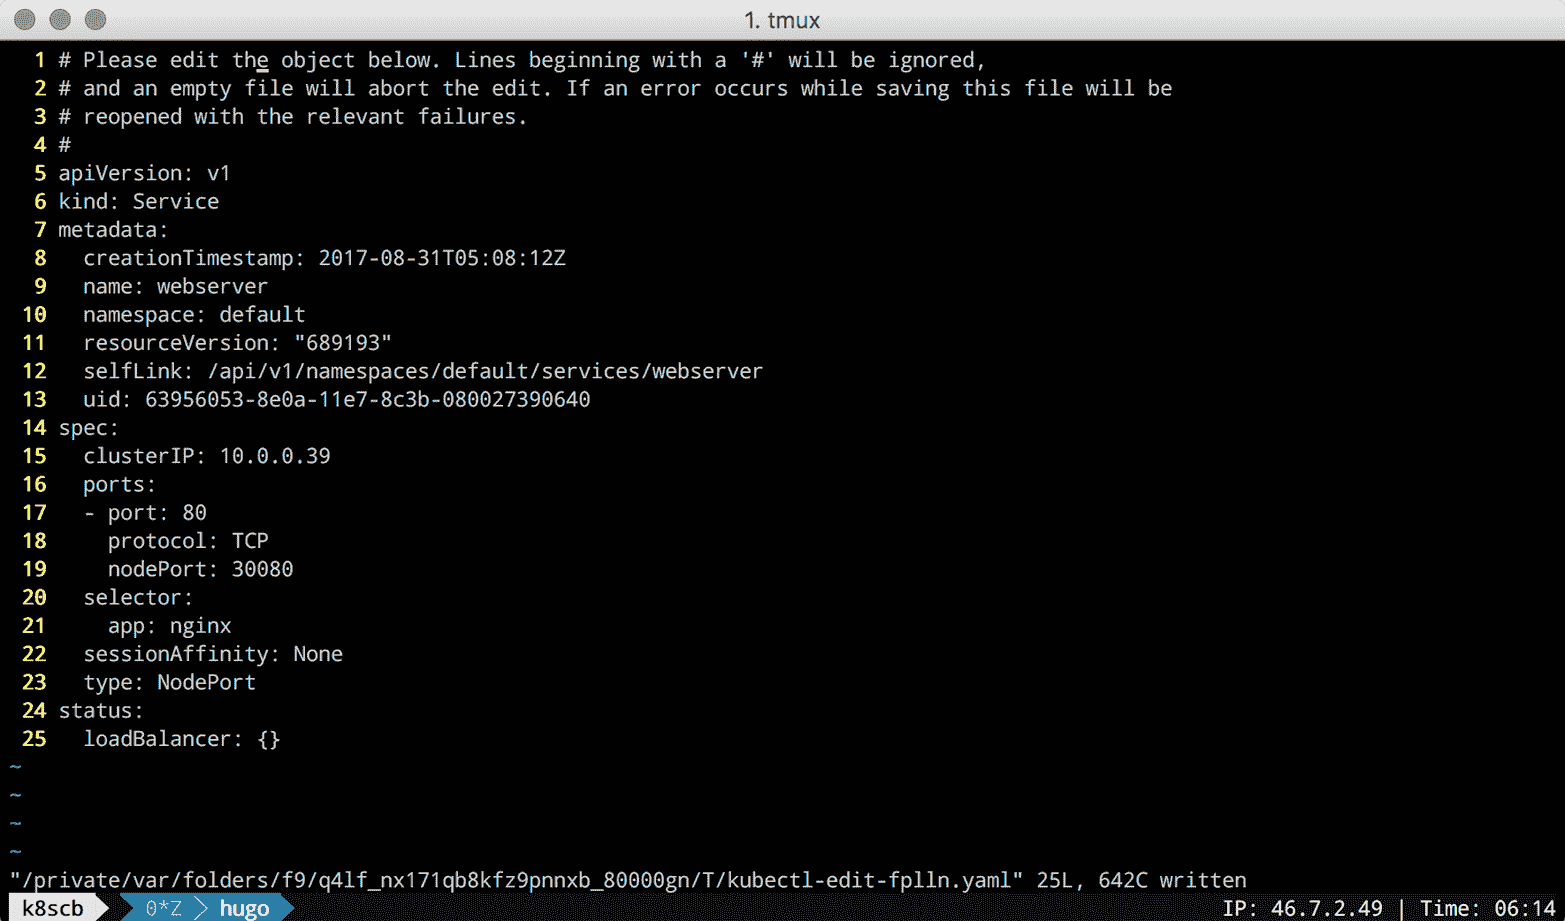 1. tmux
1 # Please edit the object below. Lines beginning with a '#' will be ignored,
2 # and an empty file will abort the edit. If an error occurs while saving this file will be
3 # reopened with the relevant failures.
4 #
5 apiVersion: v1
6 kind: Service
7 metadata:
8   creationTimestamp: 2017-08-31T05:08:12Z
9   name: webserver
10   namespace: default
11   resourceVersion: "689193"
12   selfLink: /api/v1/namespaces/default/services/webserver
13   uid: 63956053-8e0a-11e7-8c3b-080027390640
14 spec:
15   clusterIP: 10.0.0.39
16   ports:
17   - port: 80
18     protocol: TCP
19     nodePort: 30080
20   selector:
21     app: nginx
22   sessionAffinity: None
23   type: NodePort
24 status:
25   loadBalancer: {}
~
~
~
~
"/private/var/folders/f9/q4lf_nx171qb8kfz9pnnxb_80000gn/T/kubectl-edit-fplln.yaml" 25L, 642C written
k8scb 0*Z hugo IP: 46.7.2.49 | Time: 06:14